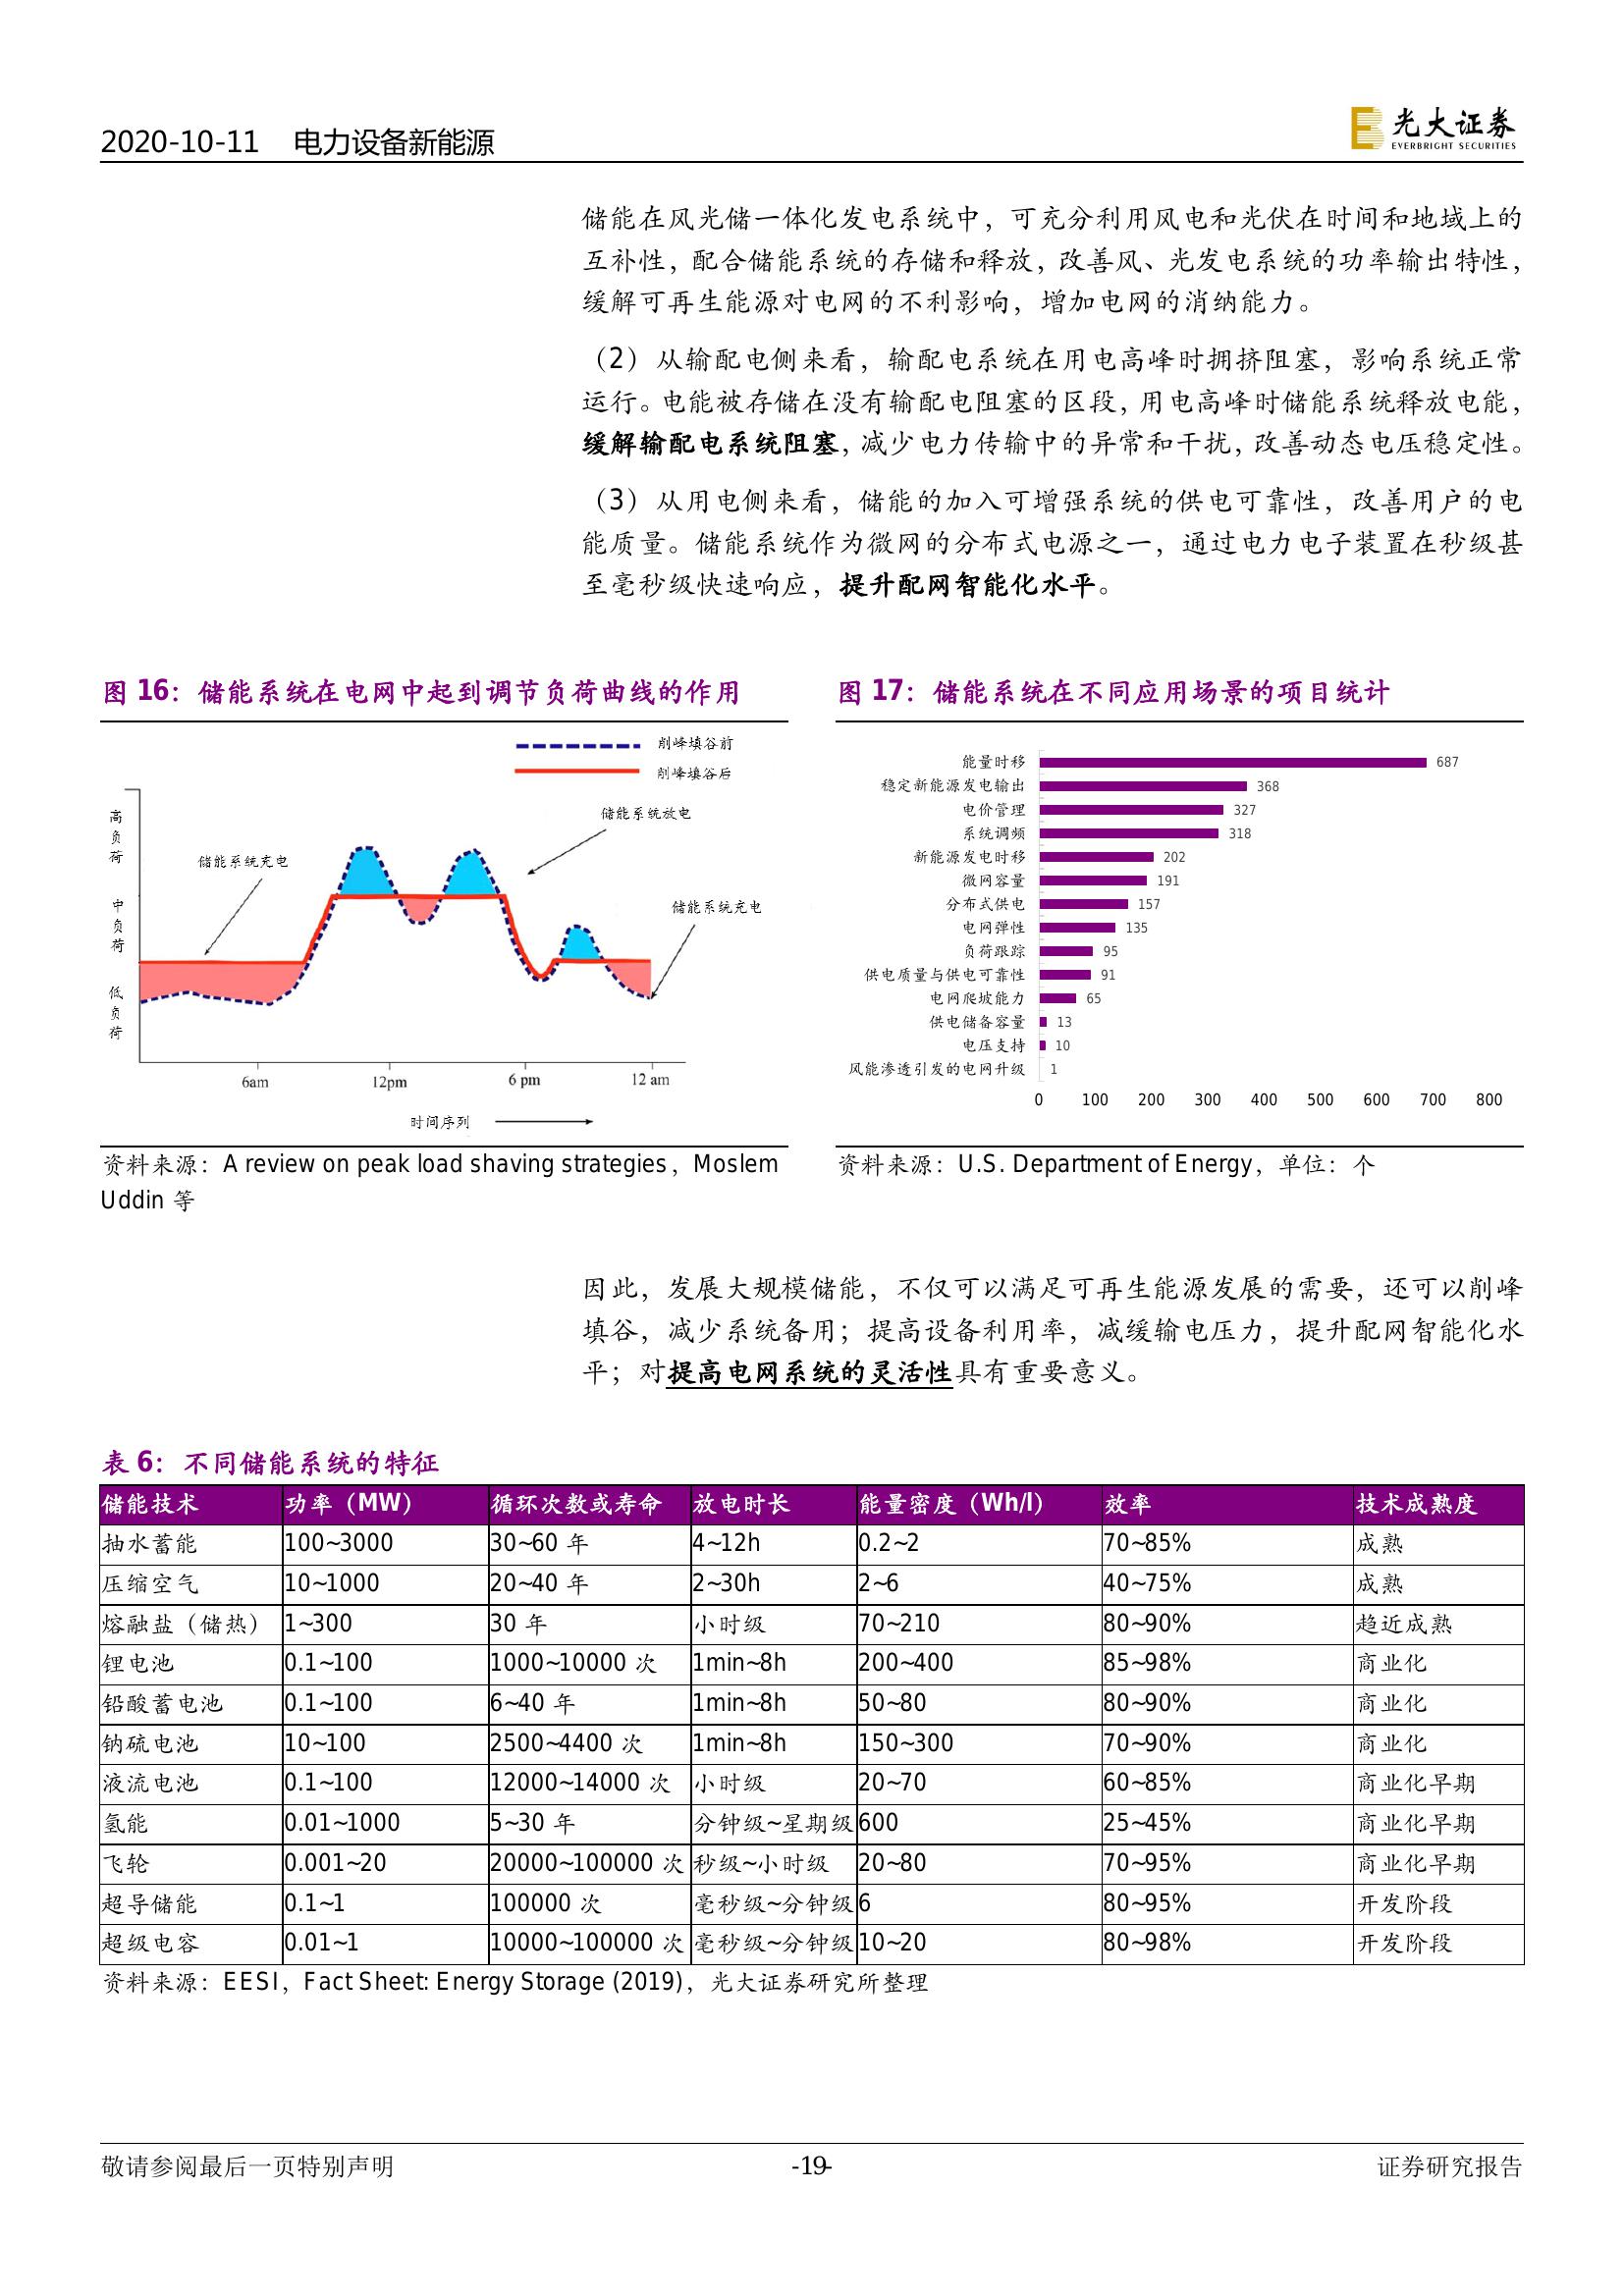 2020-10-11 电力设备新能源
光大证券
EVERBRIGHT SECURITIES
储能在风光储一体化发电系统中，可充分利用风电和光伏在时间和地域上的
互补性，配合储能系统的存储和释放，改善风、光发电系统的功率输出特性，
缓解可再生能源对电网的不利影响，增加电网的消纳能力。
（2）从输配电侧来看，输配电系统在用电高峰时拥挤阻塞，影响系统正常
运行。电能被存储在没有输配电阻塞的区段，用电高峰时储能系统释放电能，
缓解输配电系统阻塞，减少电力传输中的异常和干扰，改善动态电压稳定性。
（3）从用电侧来看，储能的加入可增强系统的供电可靠性，改善用户的电
能质量。储能系统作为微网的分布式电源之一，通过电力电子装置在秒级甚
至毫秒级快速响应，提升配网智能化水平。
图 16：储能系统在电网中起到调节负荷曲线的作用
削峰填谷前
削峰填谷后
储能系统放电
储能系统充电
储能系统充电
高负荷
中负荷
低负荷
6am 12pm 6 pm 12 am
时间序列
资料来源：A review on peak load shaving strategies，Moslem
Uddin 等
图 17：储能系统在不同应用场景的项目统计
能量时移 687
稳定新能源发电输出 368
电价管理 327
系统调频 318
新能源发电时移 202
微网容量 191
分布式供电 157
电网弹性 135
负荷跟踪 95
供电质量与供电可靠性 91
电网爬坡能力 65
供电储备容量 13
电压支持 10
风能渗透引发的电网升级 1
0 100 200 300 400 500 600 700 800
资料来源：U.S. Department of Energy，单位：个
因此，发展大规模储能，不仅可以满足可再生能源发展的需要，还可以削峰
填谷，减少系统备用；提高设备利用率，减缓输电压力，提升配网智能化水
平；对提高电网系统的灵活性具有重要意义。
表 6：不同储能系统的特征
储能技术 功率（MW） 循环次数或寿命 放电时长 能量密度（Wh/l） 效率 技术成熟度
抽水蓄能 100~3000 30~60 年 4~12h 0.2~2 70~85% 成熟
压缩空气 10~1000 20~40 年 2~30h 2~6 40~75% 成熟
熔融盐（储热） 1~300 30 年 小时级 70~210 80~90% 趋近成熟
锂电池 0.1~100 1000~10000 次 1min~8h 200~400 85~98% 商业化
铅酸蓄电池 0.1~100 6~40 年 1min~8h 50~80 80~90% 商业化
钠硫电池 10~100 2500~4400 次 1min~8h 150~300 70~90% 商业化
液流电池 0.1~100 12000~14000 次 小时级 20~70 60~85% 商业化早期
氢能 0.01~1000 5~30 年 分钟级~星期级 600 25~45% 商业化早期
飞轮 0.001~20 20000~100000 次 秒级~小时级 20~80 70~95% 商业化早期
超导储能 0.1~1 100000 次 毫秒级~分钟级 6 80~95% 开发阶段
超级电容 0.01~1 10000~100000 次 毫秒级~分钟级 10~20 80~98% 开发阶段
资料来源：EESI，Fact Sheet: Energy Storage (2019)，光大证券研究所整理
敬请参阅最后一页特别声明 -19- 证券研究报告